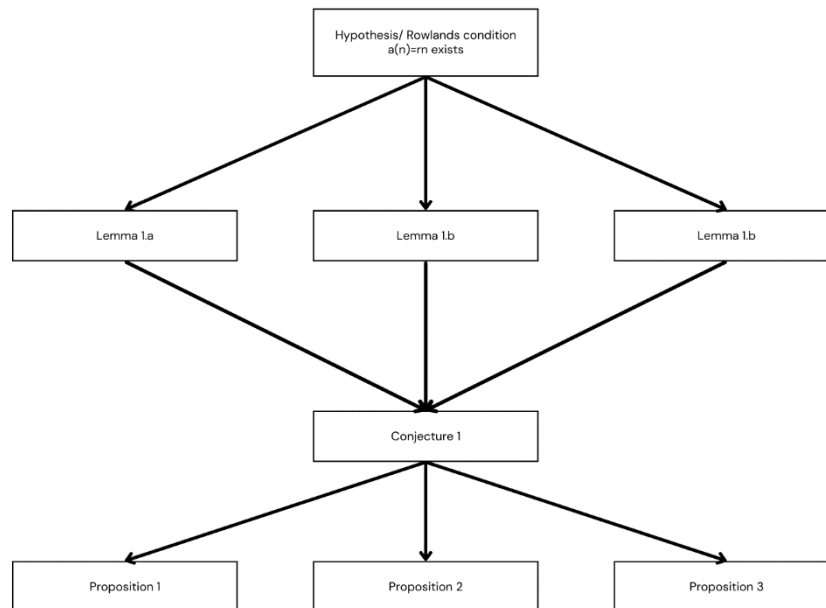 Hypothesis/ Rowlands condition
a(n)=rn exists
Lemma 1.a
Lemma 1.b
Lemma 1.b
Conjecture 1
Proposition 1
Proposition 2
Proposition 3